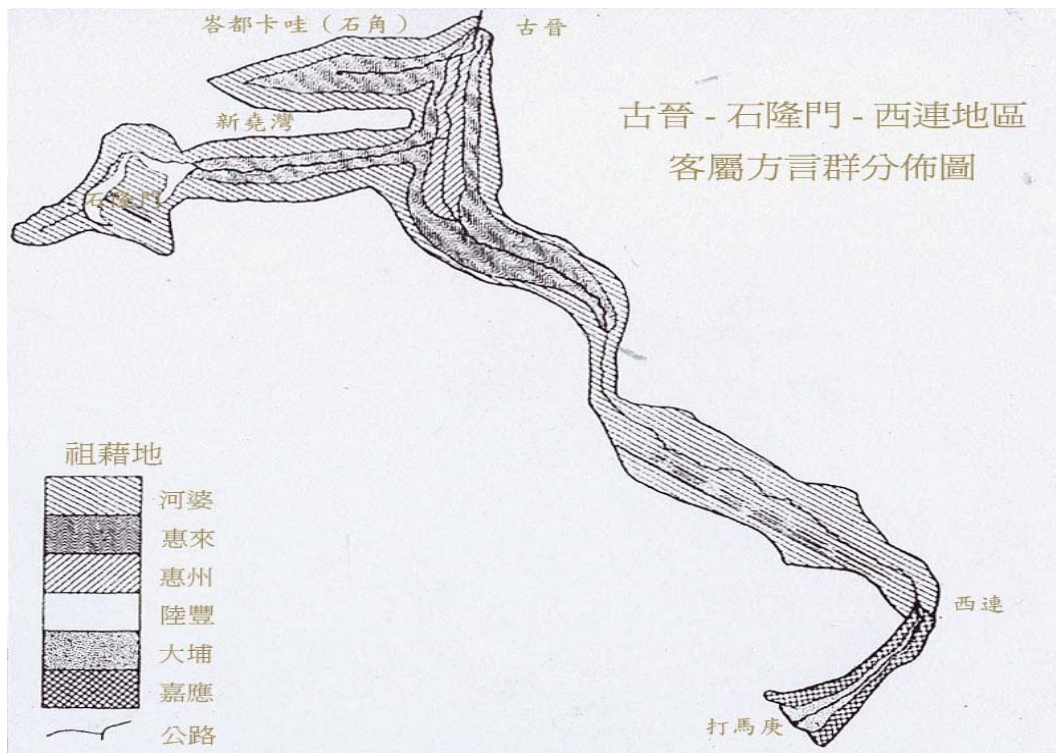 峇都卡哇（石角）
古晉
新堯灣
古晉 - 石隆門 - 西連地區
客屬方言群分佈圖
石隆門
祖藉地
河婆
惠來
惠州
陸豐
大埔
嘉應
公路
西連
打馬庚